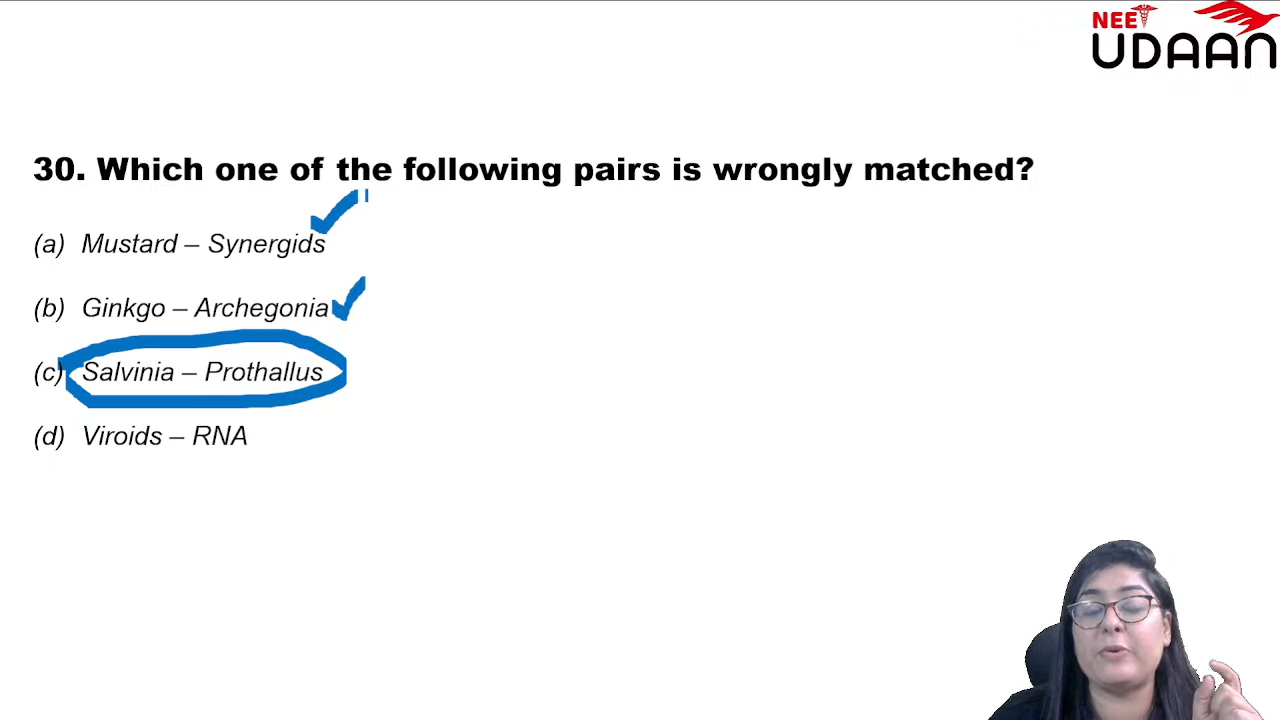 NEET
UDAAN
30. Which one of the following pairs is wrongly matched?
(a) Mustard – Synergids
(b) Ginkgo – Archegonia
(c) Salvinia – Prothallus
(d) Viroids – RNA